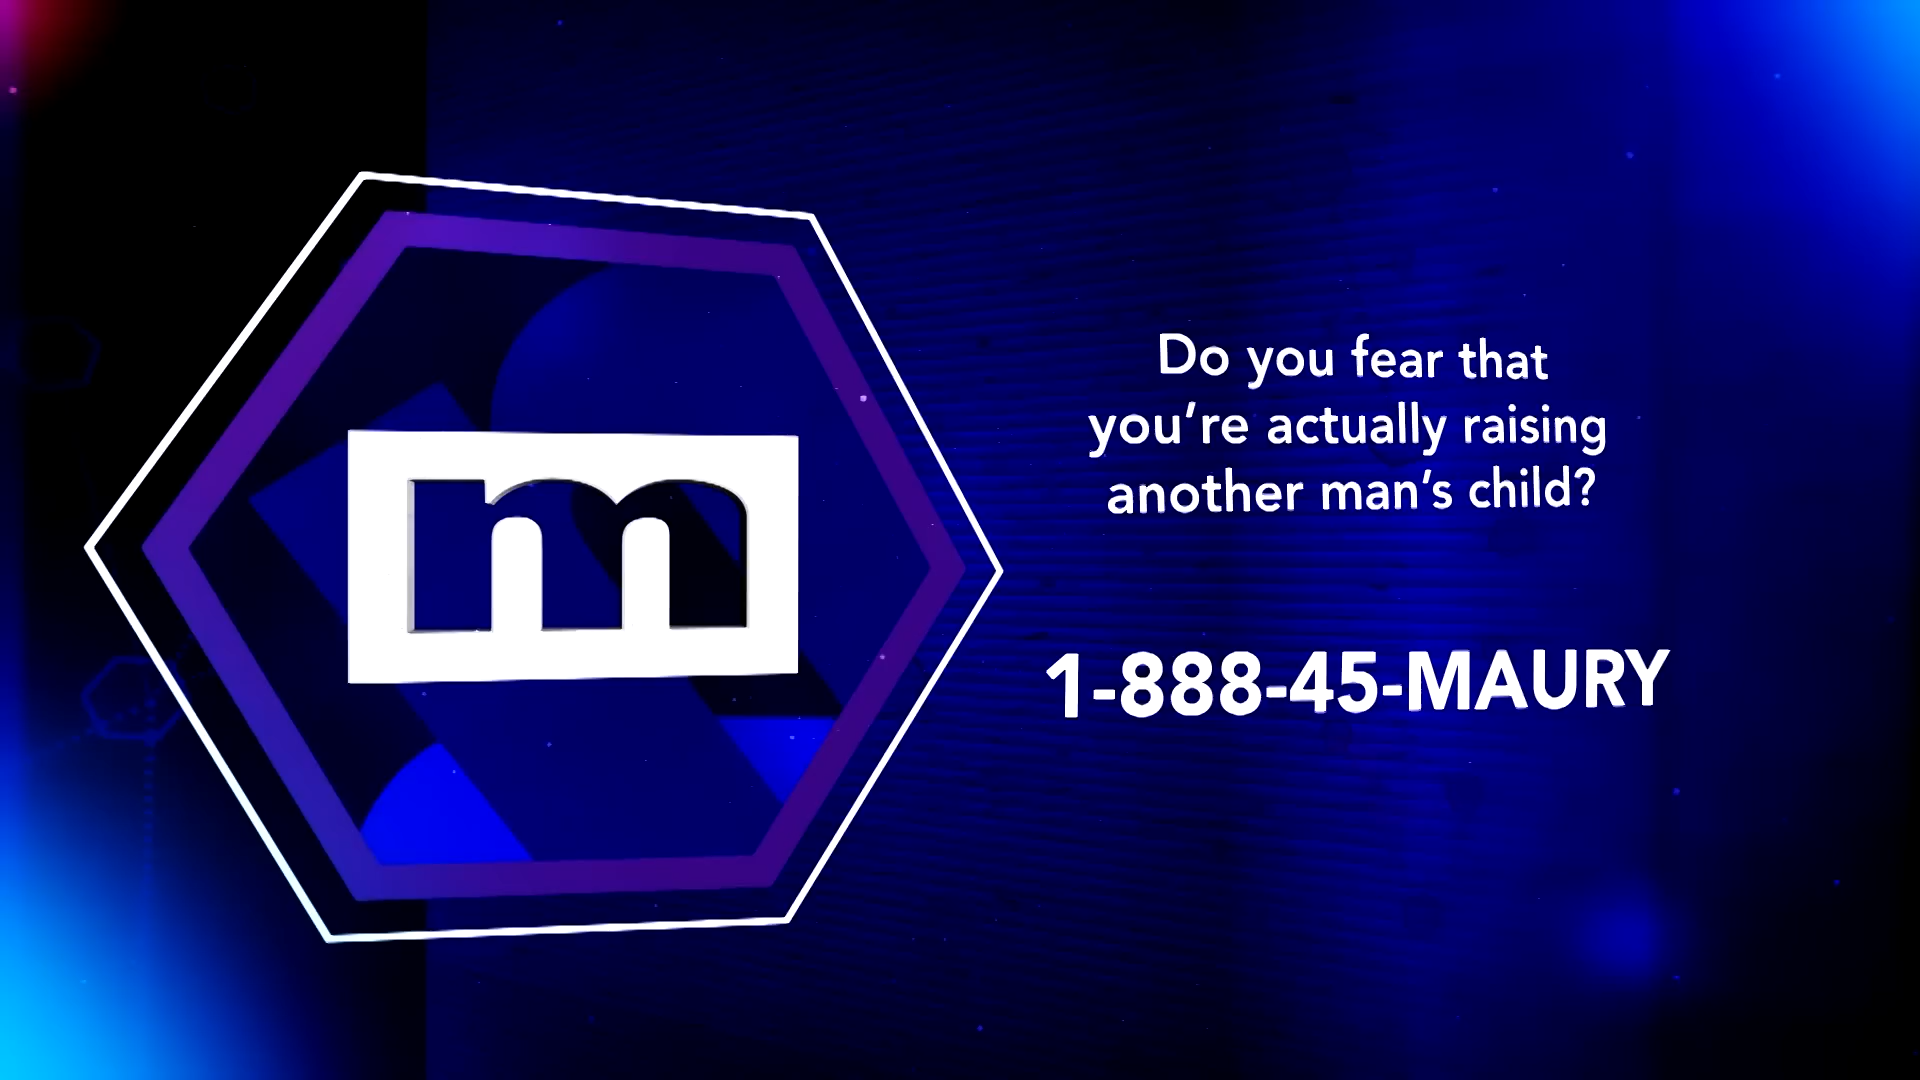 m
Do you fear that
you're actually raising
another man's child?
1-888-45-MAURY